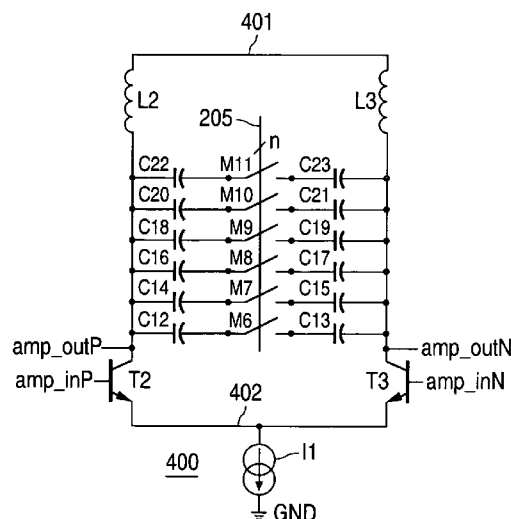 401
L2 L3
205
n
C22 M11 C23
C20 M10 C21
C18 M9 C19
C16 M8 C17
C14 M7 C15
C12 M6 C13
amp_outP amp_outN
amp_inP T2 T3 amp_inN
402
400 I1
GND